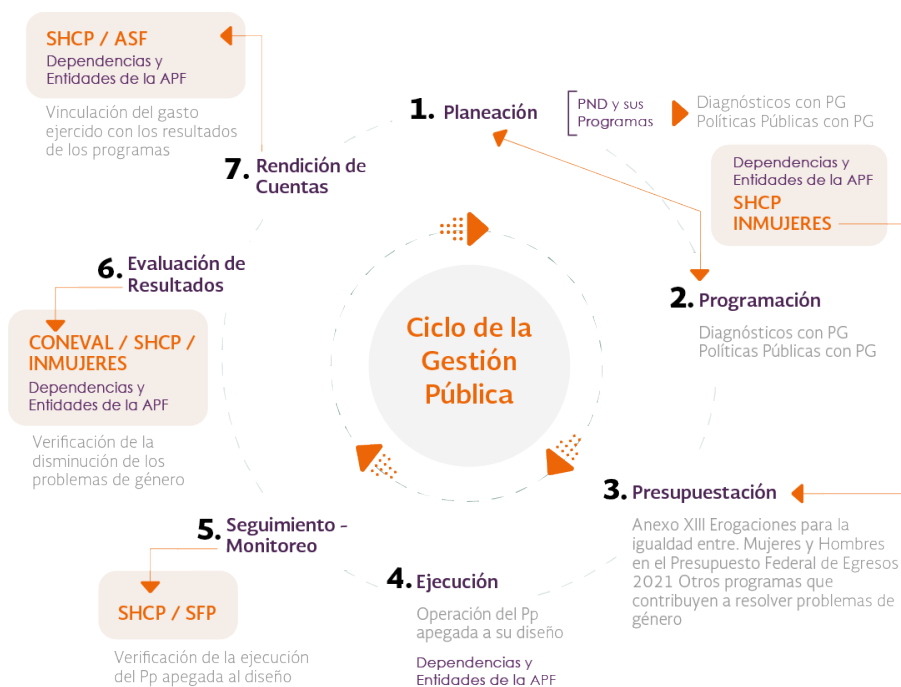 SHCP / ASF
Dependencias y
Entidades de la APF
Vinculación del gasto
ejercido con los resultados
de los programas
1. Planeación
PND y sus
Programas
Diagnósticos con PG
Políticas Públicas con PG
Dependencias y
Entidades de la APF
SHCP
INMUJERES
7. Rendición de
Cuentas
6. Evaluación de
Resultados
CONEVAL / SHCP /
INMUJERES
Dependencias y
Entidades de la APF
Verificación de la
disminución de los
problemas de género
Ciclo de la
Gestión
Pública
2. Programación
Diagnósticos con PG
Políticas Públicas con PG
3. Presupuestación
Anexo XIII Erogaciones para la
igualdad entre. Mujeres y Hombres
en el Presupuesto Federal de Egresos
2021 Otros programas que
contribuyen a resolver problemas de
género
5. Seguimiento -
Monitoreo
SHCP / SFP
Verificación de la ejecución
del Pp apegada al diseño
4. Ejecución
Operación del Pp
apegada a su diseño
Dependencias y
Entidades de la APF